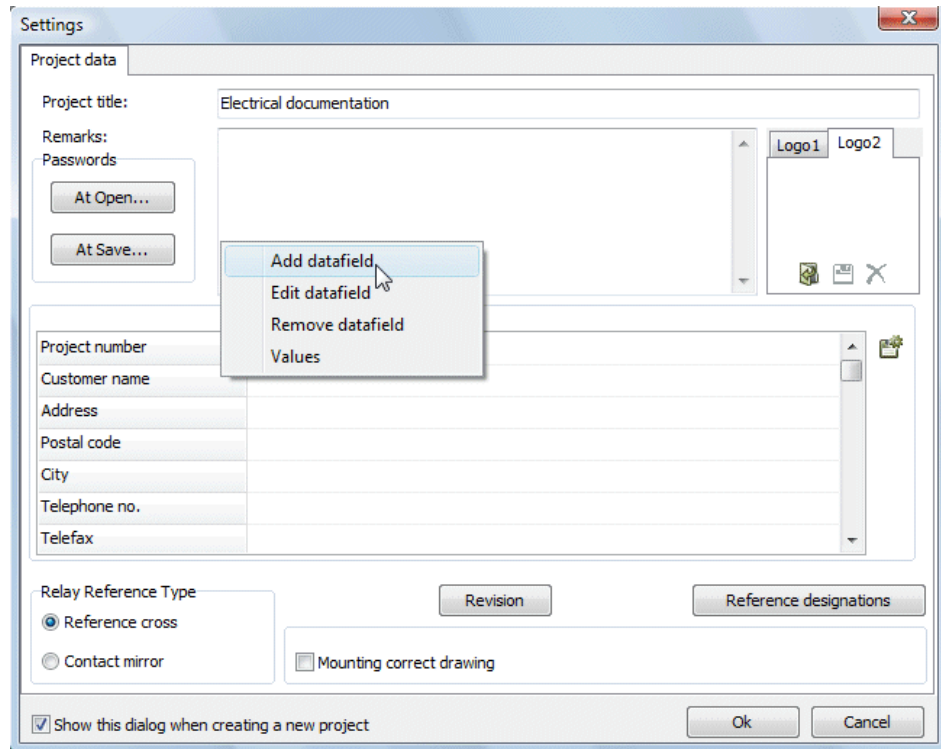 Settings
Project data
Project title:
Electrical documentation
Remarks:
Passwords
At Open...
At Save...
Logo1
Logo2
Add datafield
Edit datafield
Remove datafield
Values
Project number
Customer name
Address
Postal code
City
Telephone no.
Telefax
Relay Reference Type
Reference cross
Contact mirror
Revision
Reference designations
Mounting correct drawing
Show this dialog when creating a new project
Ok
Cancel